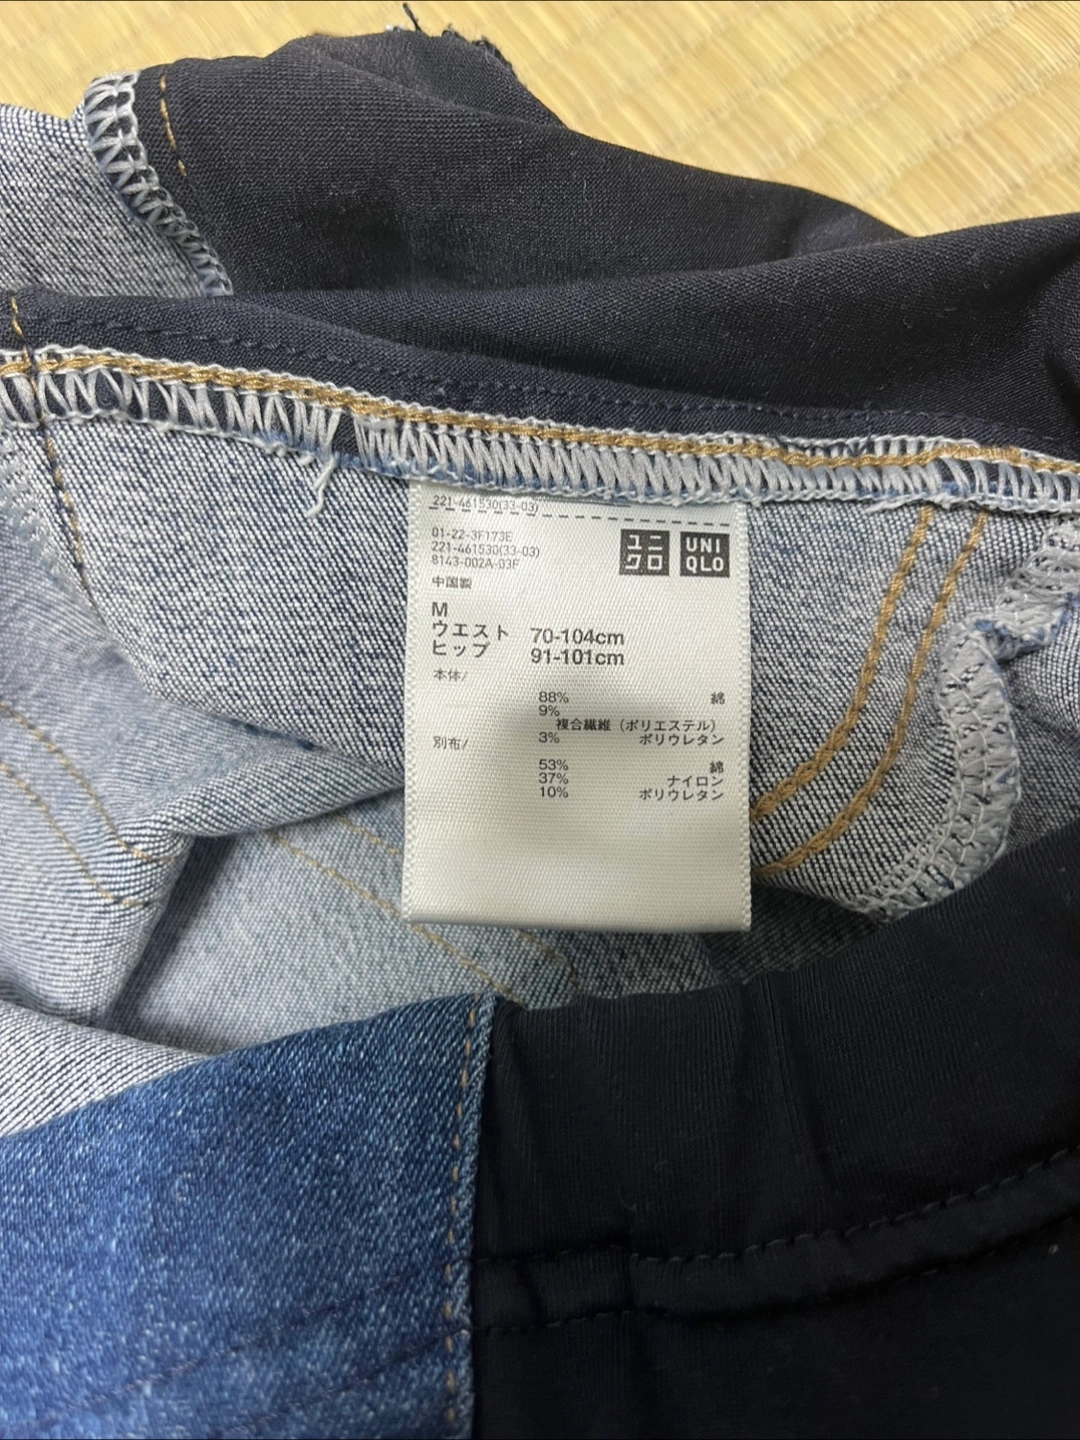 221-461530(33-03)
01-22-3F173E
221-461530(33-03)
8143-002A-03F
ユニクロ
UNIQLO
中国製
M
ウエスト 70-104cm
ヒップ 91-101cm
本体/
88% 綿
9%
複合繊維（ポリエステル）
3% ポリウレタン
別布/
53% 綿
37% ナイロン
10% ポリウレタン